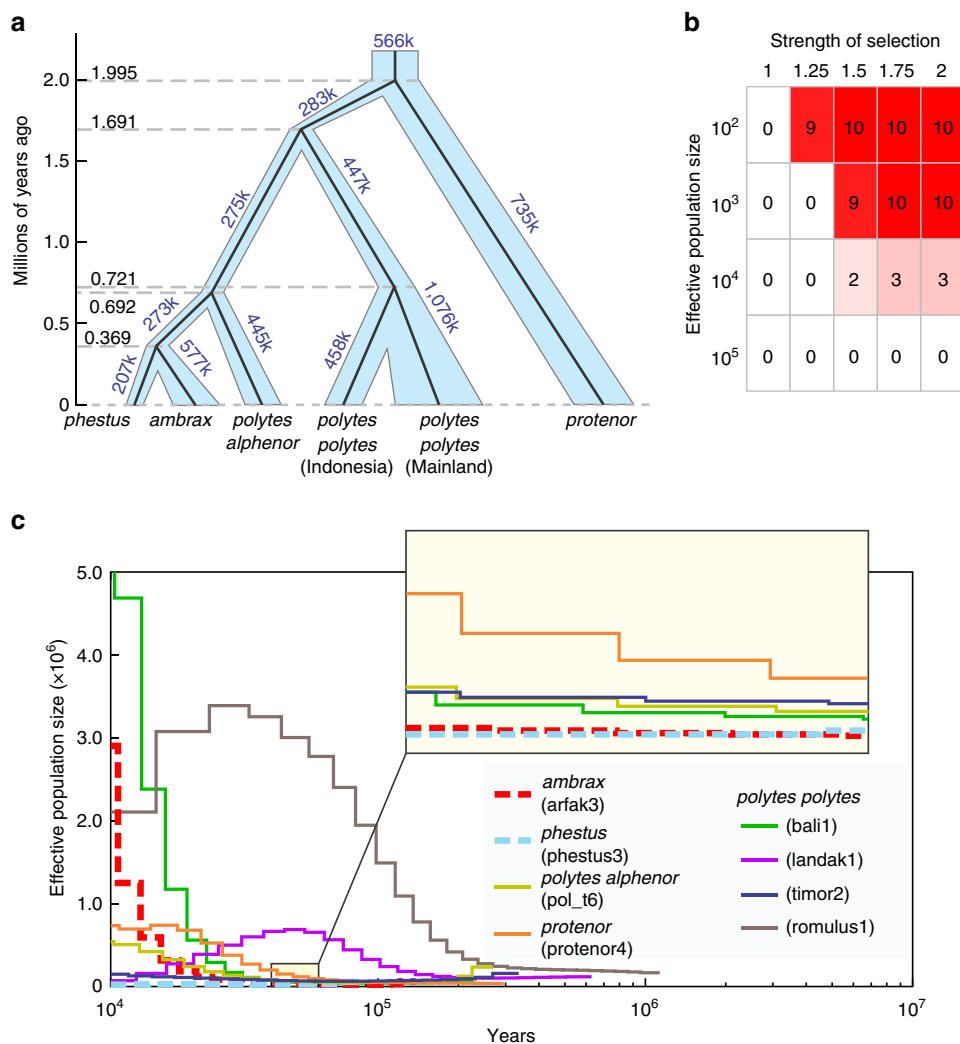 a
566k
1.995
2.0
283k
1.691
1.5
447k
275k
735k
Millions of years ago
1.0
0.721
0.692
273k
1,076k
0.5
0.369
445k
458k
577k
207k
0
phestus
ambrax
polytes
alphenor
polytes
polytes
(Indonesia)
polytes
polytes
(Mainland)
protenor
b
Strength of selection
1 1.25 1.5 1.75 2
Effective population size
10² 0 9 10 10 10
10³ 0 0 9 10 10
10⁴ 0 0 2 3 3
10⁵ 0 0 0 0 0
c
Effective population size (×10⁶)
5.0
4.0
3.0
2.0
1.0
0
10⁴ 10⁵ 10⁶ 10⁷
Years
ambrax
(arfak3)
phestus
(phestus3)
polytes alphenor
(pol_t6)
protenor
(protenor4)
polytes polytes
(bali1)
(landak1)
(timor2)
(romulus1)